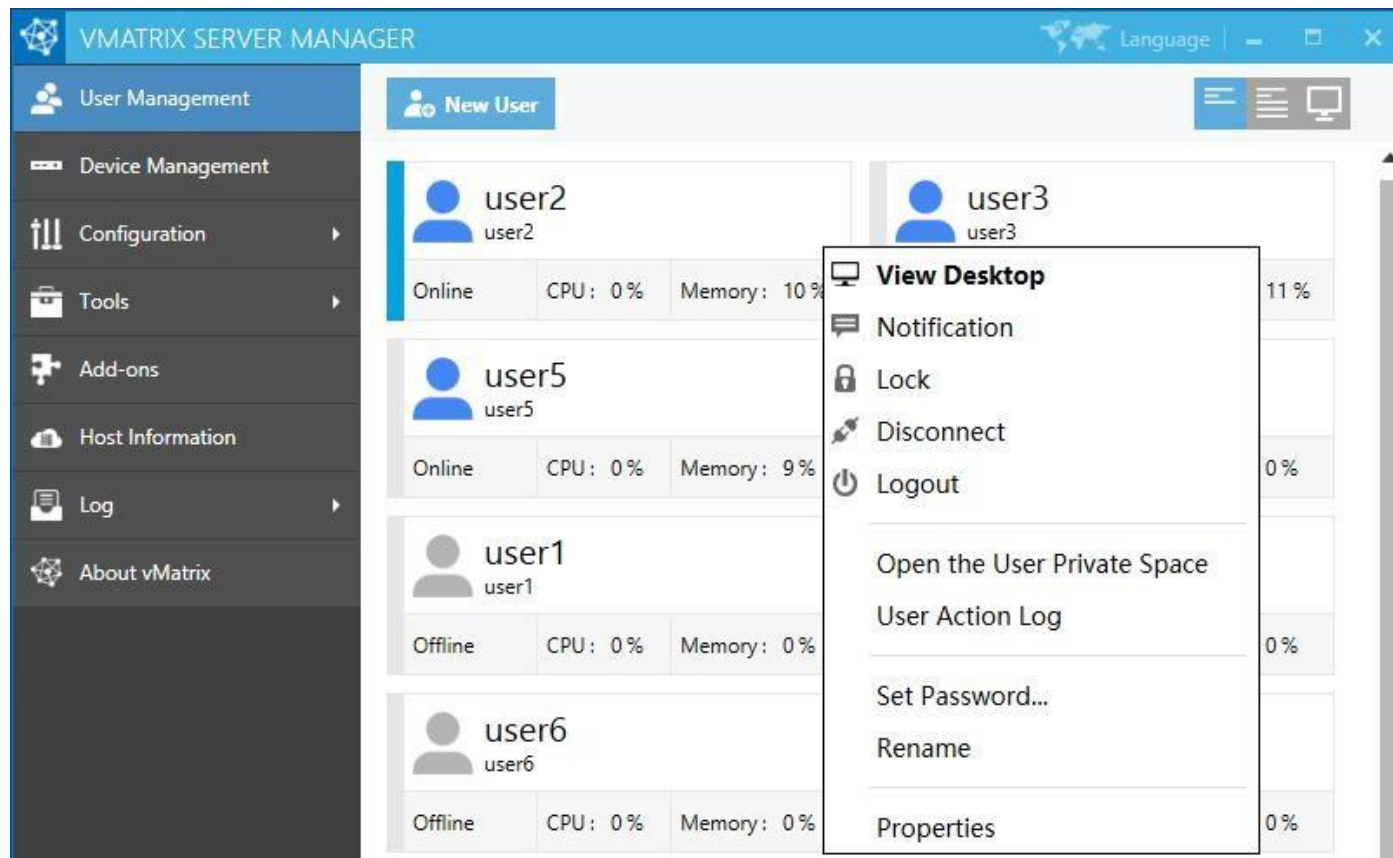 VMATRIX SERVER MANAGER
Language
User Management
Device Management
Configuration
Tools
Add-ons
Host Information
Log
About vMatrix
New User
user2
user2
Online CPU: 0% Memory: 10%
user3
user3
11%
user5
user5
Online CPU: 0% Memory: 9%
0%
user1
user1
Offline CPU: 0% Memory: 0%
0%
user6
user6
Offline CPU: 0% Memory: 0%
0%
View Desktop
Notification
Lock
Disconnect
Logout
Open the User Private Space
User Action Log
Set Password...
Rename
Properties